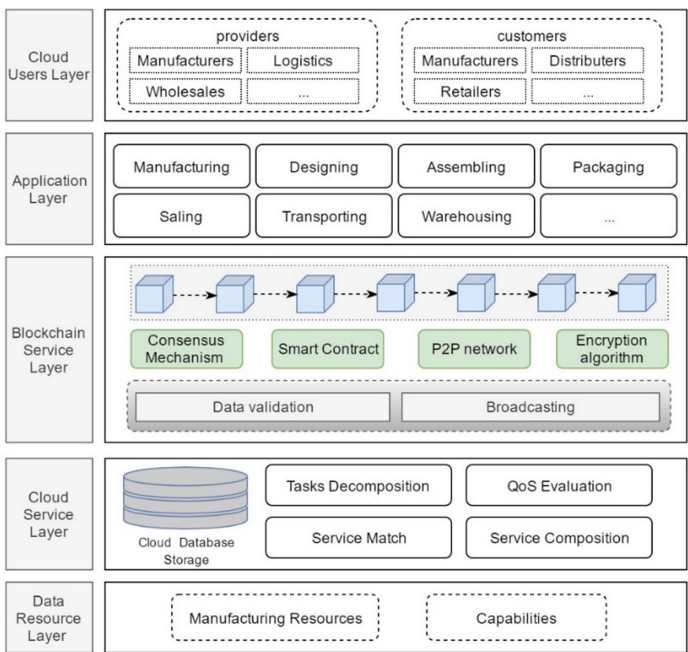 Cloud
Users Layer
providers
Manufacturers
Logistics
Wholesales
...
customers
Manufacturers
Distributers
Retailers
...
Application
Layer
Manufacturing
Designing
Assembling
Packaging
Saling
Transporting
Warehousing
...
Blockchain
Service
Layer
Consensus
Mechanism
Smart Contract
P2P network
Encryption
algorithm
Data validation
Broadcasting
Cloud
Service
Layer
Cloud Database
Storage
Tasks Decomposition
QoS Evaluation
Service Match
Service Composition
Data
Resource
Layer
Manufacturing Resources
Capabilities